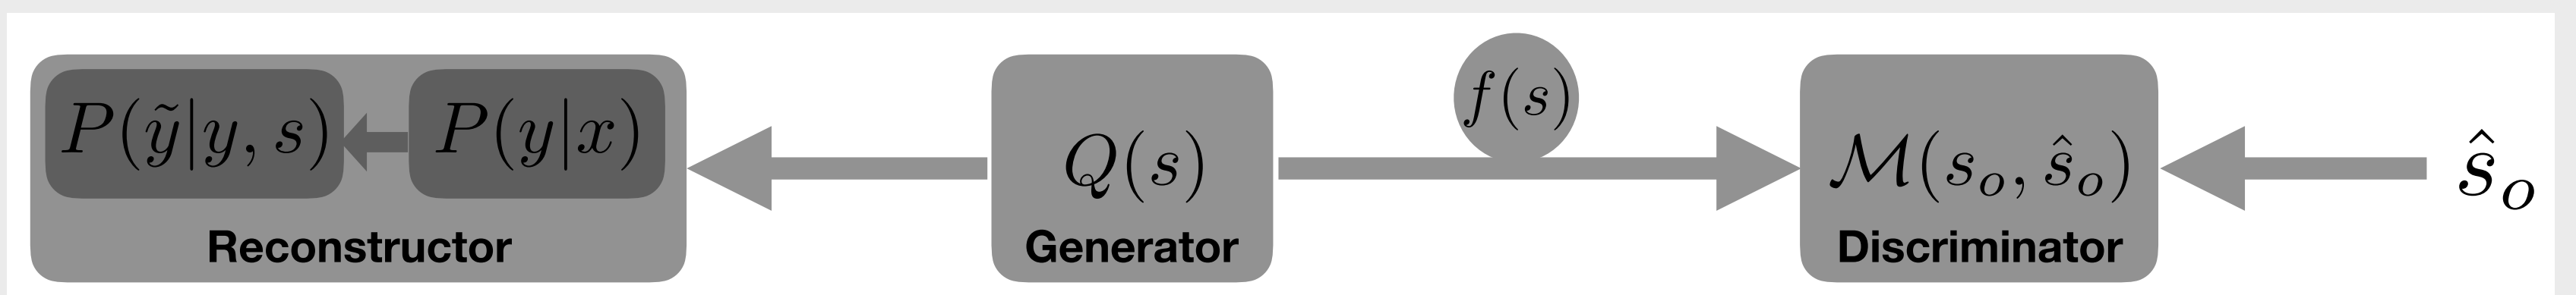 P(ỹ|y, s) P(y|x)
Reconstructor
Q(s)
Generator
f(s)
M(s_o, ŝ_o)
Discriminator
ŝ_o